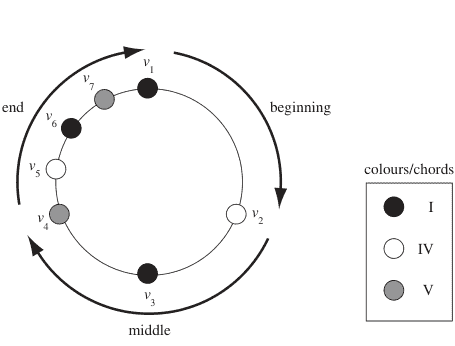 v1
v7
end
beginning
v6
v5
colours/chords
I
v4
v2
IV
V
v3
middle